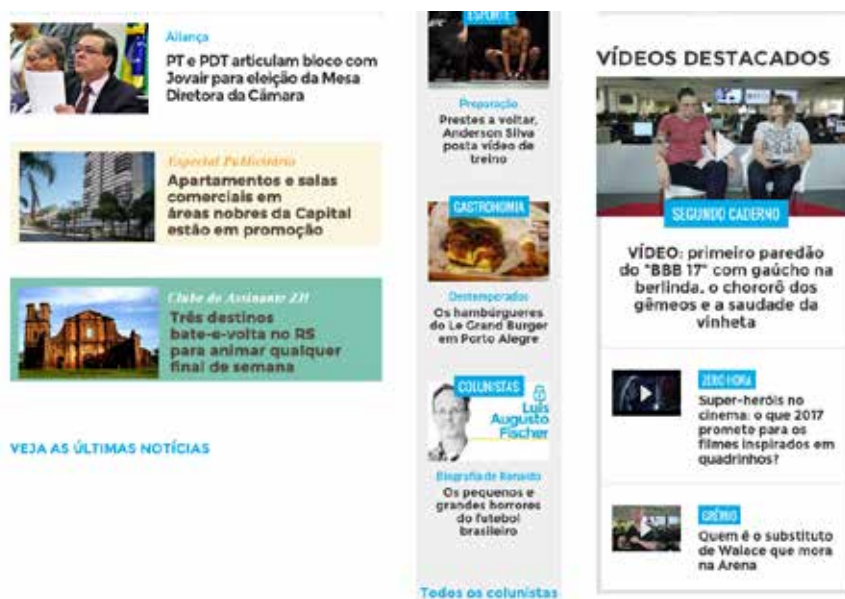 Aliança
PT e PDT articulam bloco com
Jovair para eleição da Mesa
Diretora da Câmara
Especial Publicitário
Apartamentos e salas
comerciais em
áreas nobres da Capital
estão em promoção
Clube do Assinante ZH
Três destinos
bate-e-volta no RS
para animar qualquer
final de semana
VEJA AS ÚLTIMAS NOTÍCIAS
ESPORTE
Preparação
Prestes a voltar,
Anderson Silva
posta vídeo de
treino
GASTRONOMIA
Destemperados
Os hambúrgueres
do Le Grand Burger
em Porto Alegre
COLUNISTAS
Luís
Augusto
Fischer
Biografia de Renaldo
Os pequenos e
grandes horrores
do futebol
brasileiro
Todos os colunistas
VÍDEOS DESTACADOS
SEGUNDO CADERNO
VÍDEO: primeiro paredão
do "BBB 17" com gaúcho na
berlinda, o chororô dos
gêmeos e a saudade da
vinheta
ZERO HORA
Super-heróis no
cinema: o que 2017
promete para os
filmes inspirados em
quadrinhos?
GRÊMIO
Quem é o substituto
de Walace que mora
na Arena